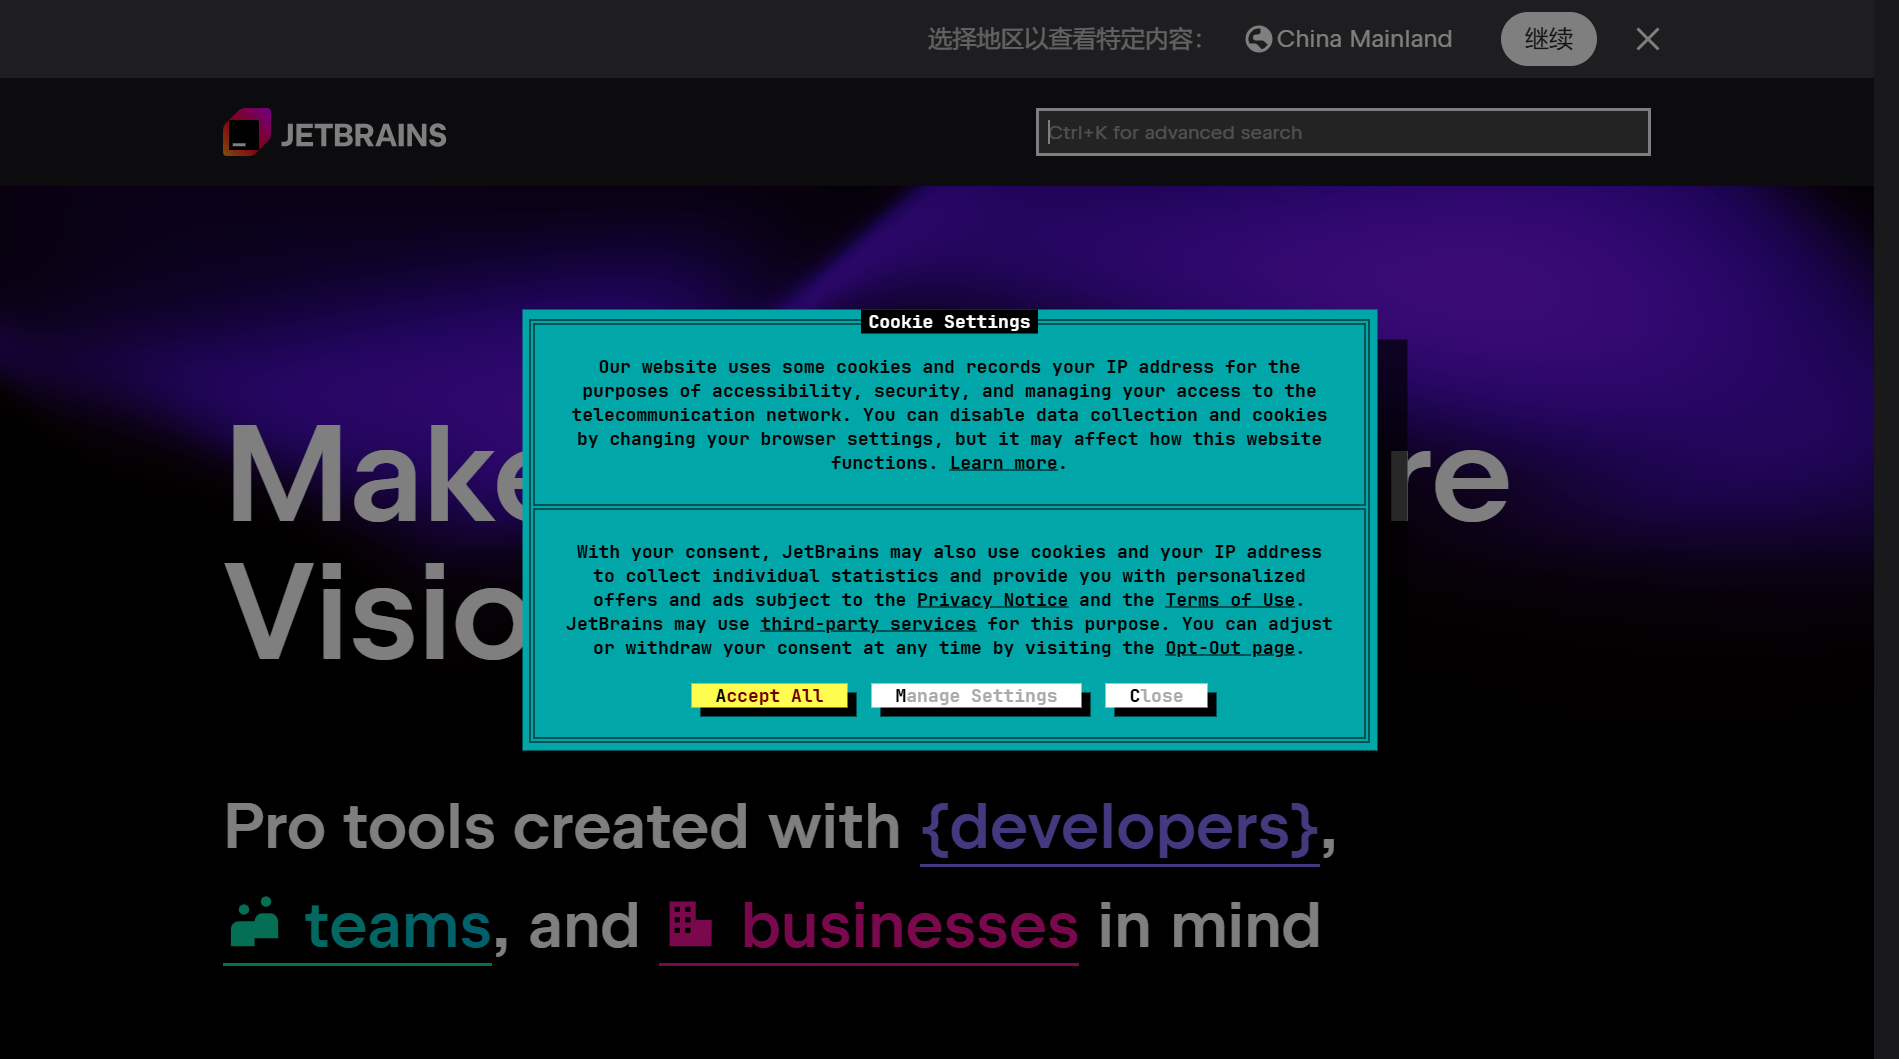 选择地区以查看特定内容：
China Mainland
继续
JETBRAINS
Ctrl+K for advanced search
Cookie Settings
Our website uses some cookies and records your IP address for the
purposes of accessibility, security, and managing your access to the
telecommunication network. You can disable data collection and cookies
by changing your browser settings, but it may affect how this website
functions. Learn more.
With your consent, JetBrains may also use cookies and your IP address
to collect individual statistics and provide you with personalized
offers and ads subject to the Privacy Notice and the Terms of Use.
JetBrains may use third-party services for this purpose. You can adjust
or withdraw your consent at any time by visiting the Opt-Out page.
Accept All
Manage Settings
Close
Make
Pro tools created with {developers},
teams, and businesses in mind